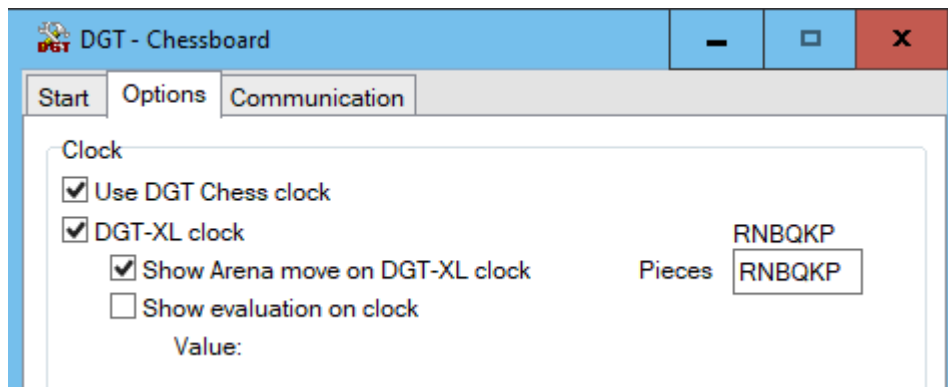 DGT DGT - Chessboard
Start Options Communication
Clock
Use DGT Chess clock
DGT-XL clock RNBQKP
Show Arena move on DGT-XL clock Pieces RNBQKP
Show evaluation on clock
Value: